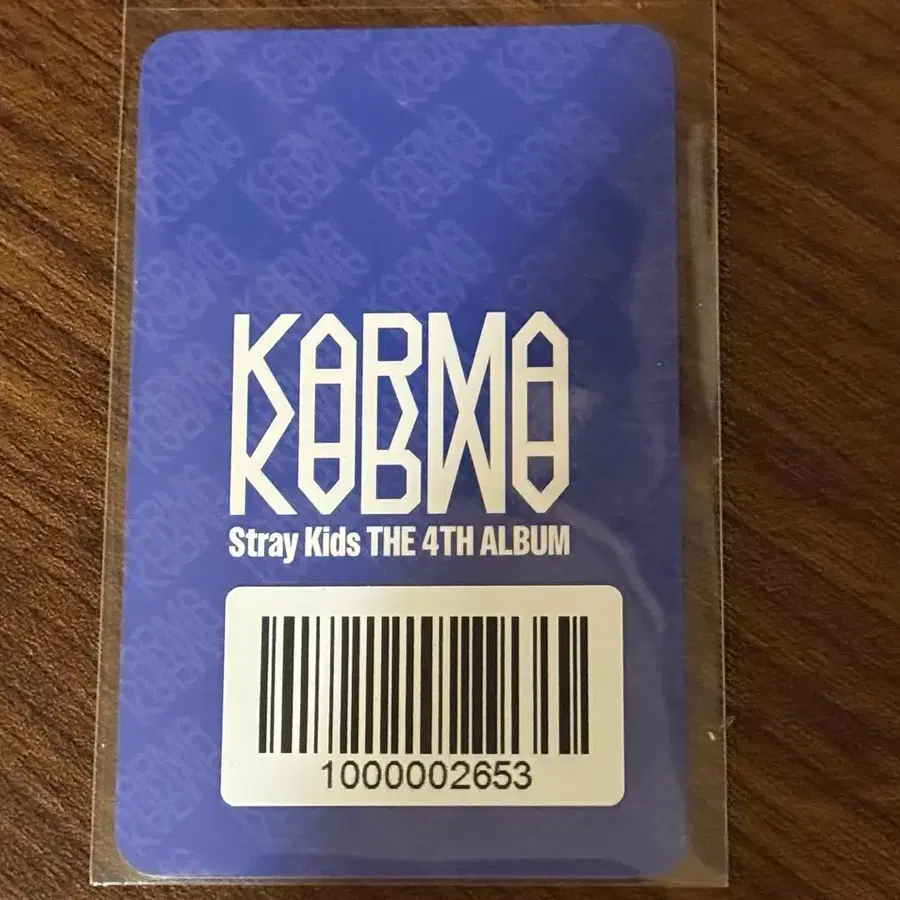 KARMA
Stray Kids THE 4TH ALBUM
1000002653